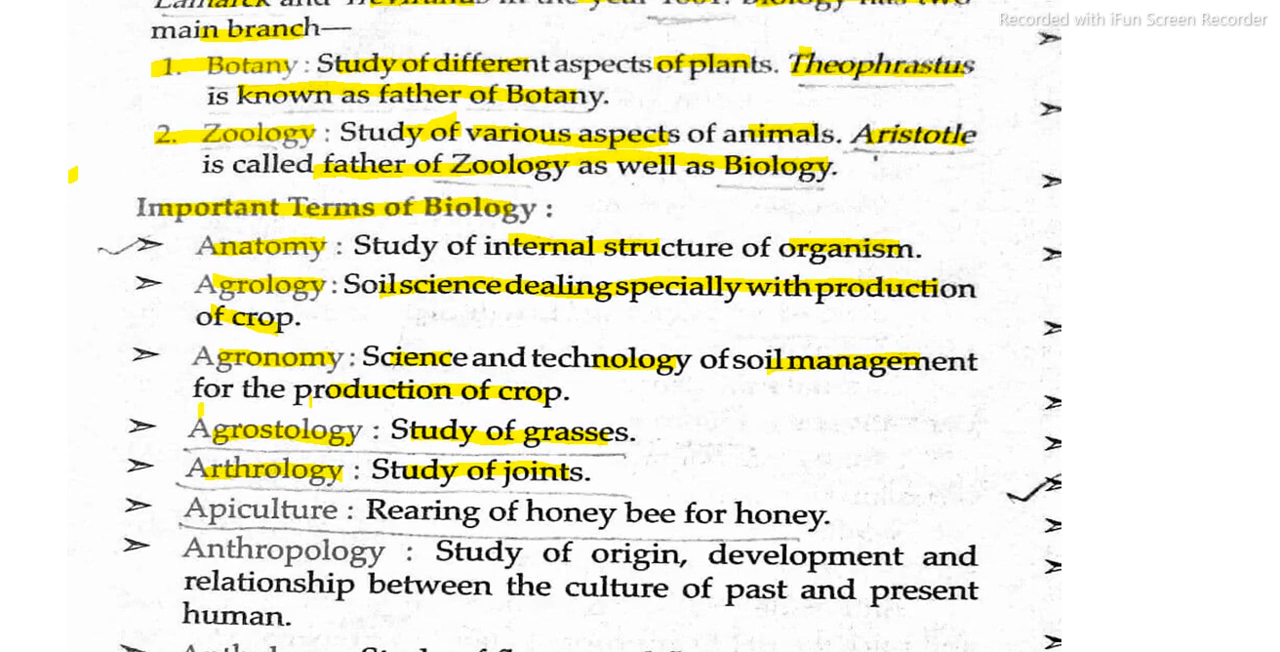 Recorded with iFun Screen Recorder
main branch—
1. Botany : Study of different aspects of plants. Theophrastus
is known as father of Botany.
2. Zoology : Study of various aspects of animals. Aristotle
is called father of Zoology as well as Biology.
Important Terms of Biology :
➢ Anatomy : Study of internal structure of organism.
➢ Agrology : Soil science dealing specially with production
of crop.
➢ Agronomy : Science and technology of soil management
for the production of crop.
➢ Agrostology : Study of grasses.
➢ Arthrology : Study of joints.
➢ Apiculture : Rearing of honey bee for honey.
➢ Anthropology : Study of origin, development and
relationship between the culture of past and present
human.